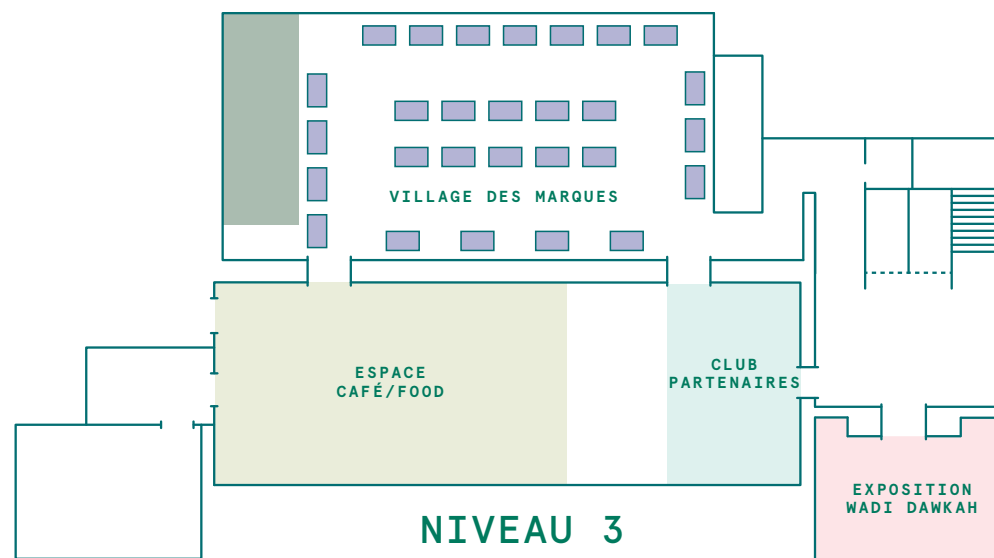 VILLAGE DES MARQUES
ESPACE
CAFÉ/FOOD
CLUB
PARTENAIRES
EXPOSITION
WADI DAWKAH
NIVEAU 3